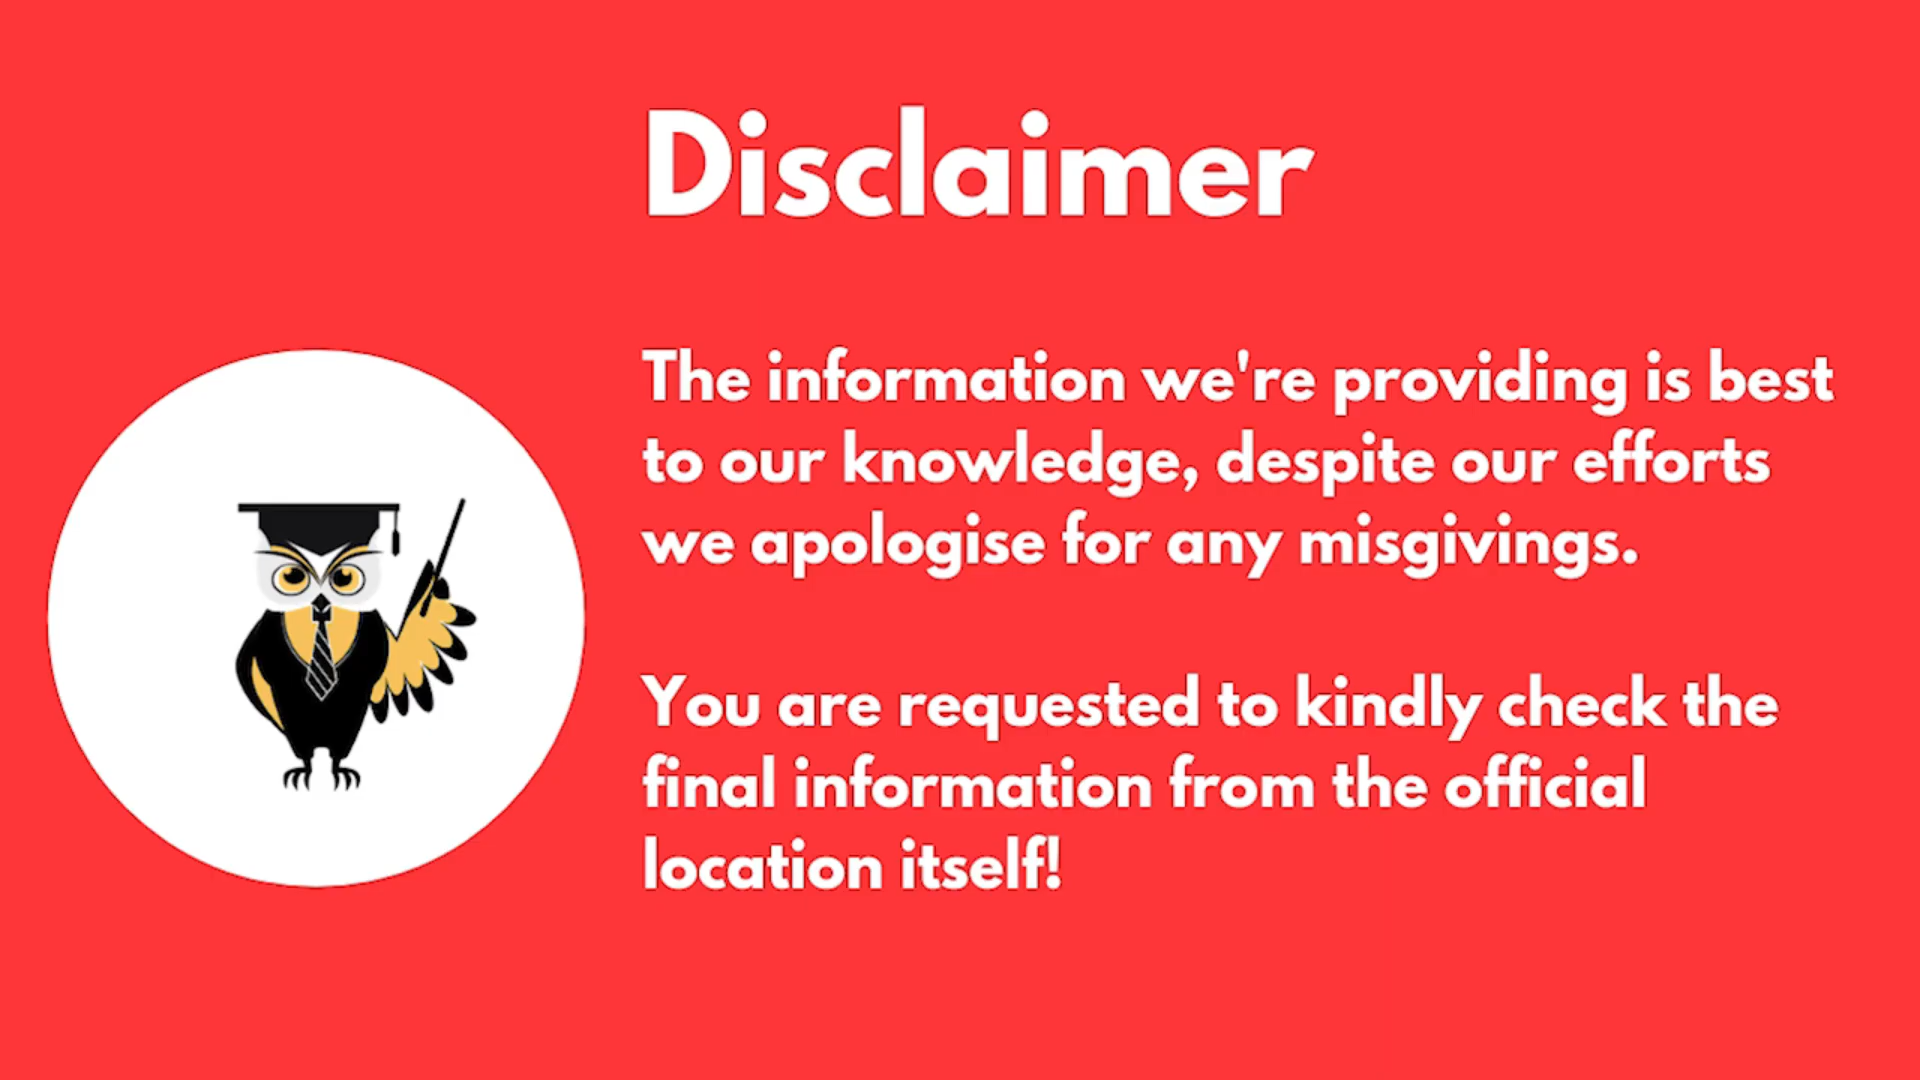 Disclaimer
The information we're providing is best
to our knowledge, despite our efforts
we apologise for any misgivings.
You are requested to kindly check the
final information from the official
location itself!